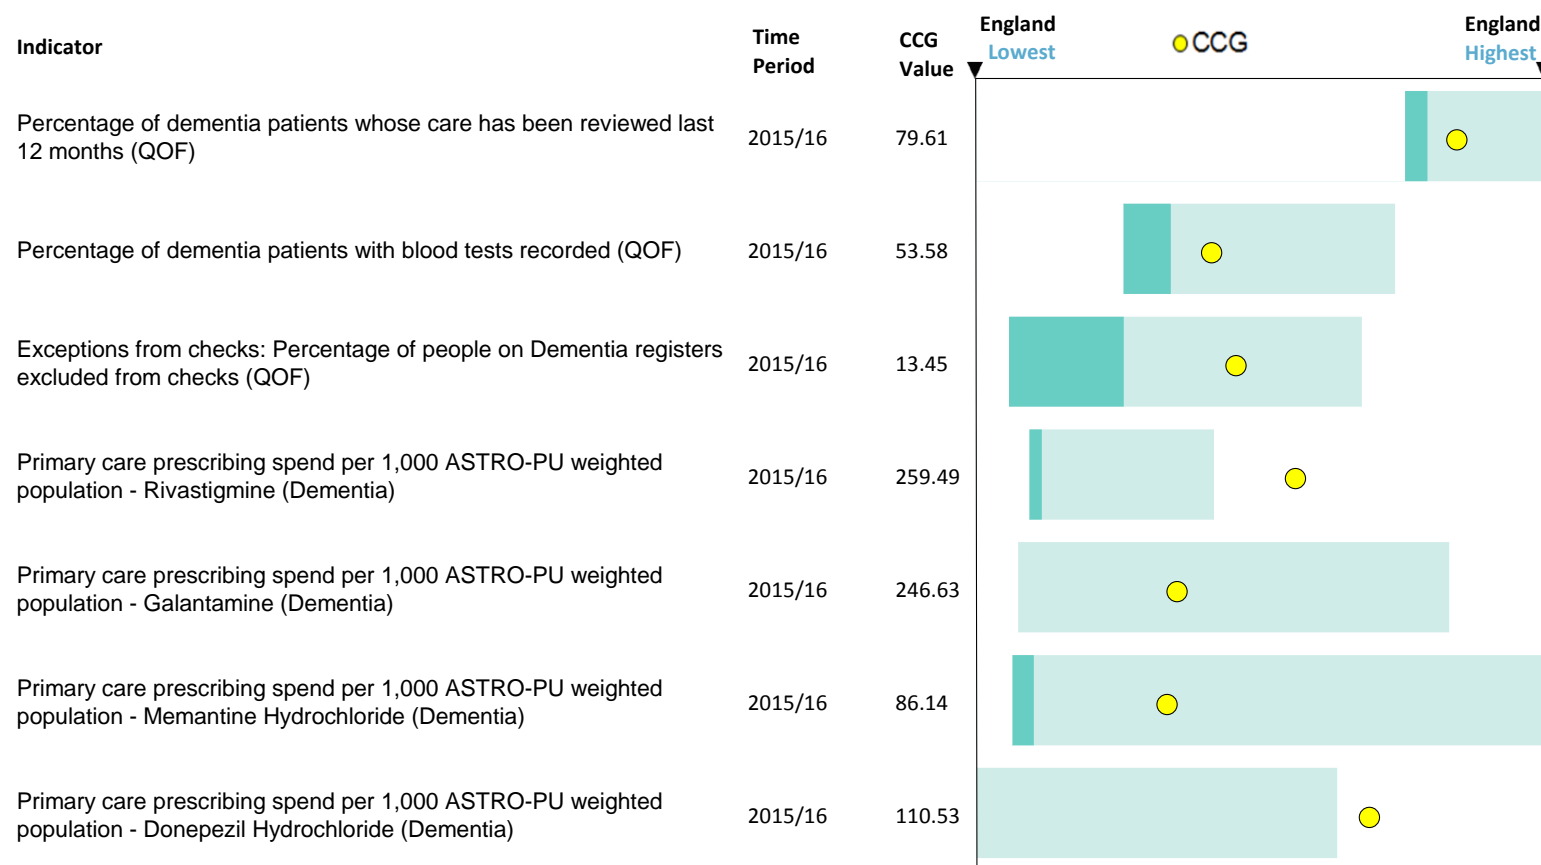 Indicator
Time
Period
CCG
Value
England
Lowest
CCG
England
Highest
Percentage of dementia patients whose care has been reviewed last
12 months (QOF)
2015/16
79.61
Percentage of dementia patients with blood tests recorded (QOF)
2015/16
53.58
Exceptions from checks: Percentage of people on Dementia registers
excluded from checks (QOF)
2015/16
13.45
Primary care prescribing spend per 1,000 ASTRO-PU weighted
population - Rivastigmine (Dementia)
2015/16
259.49
Primary care prescribing spend per 1,000 ASTRO-PU weighted
population - Galantamine (Dementia)
2015/16
246.63
Primary care prescribing spend per 1,000 ASTRO-PU weighted
population - Memantine Hydrochloride (Dementia)
2015/16
86.14
Primary care prescribing spend per 1,000 ASTRO-PU weighted
population - Donepezil Hydrochloride (Dementia)
2015/16
110.53